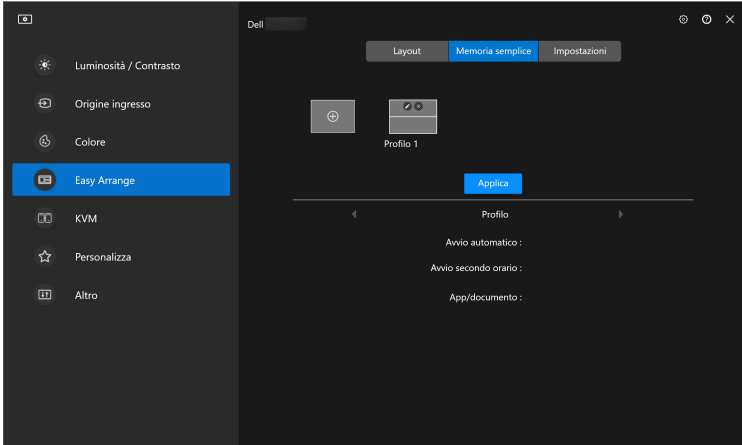 Dell
Layout
Memoria semplice
Impostazioni
Luminosità / Contrasto
Origine ingresso
Colore
Easy Arrange
KVM
Personalizza
Altro
Profilo 1
Applica
Profilo
Avvio automatico :
Avvio secondo orario :
App/documento :